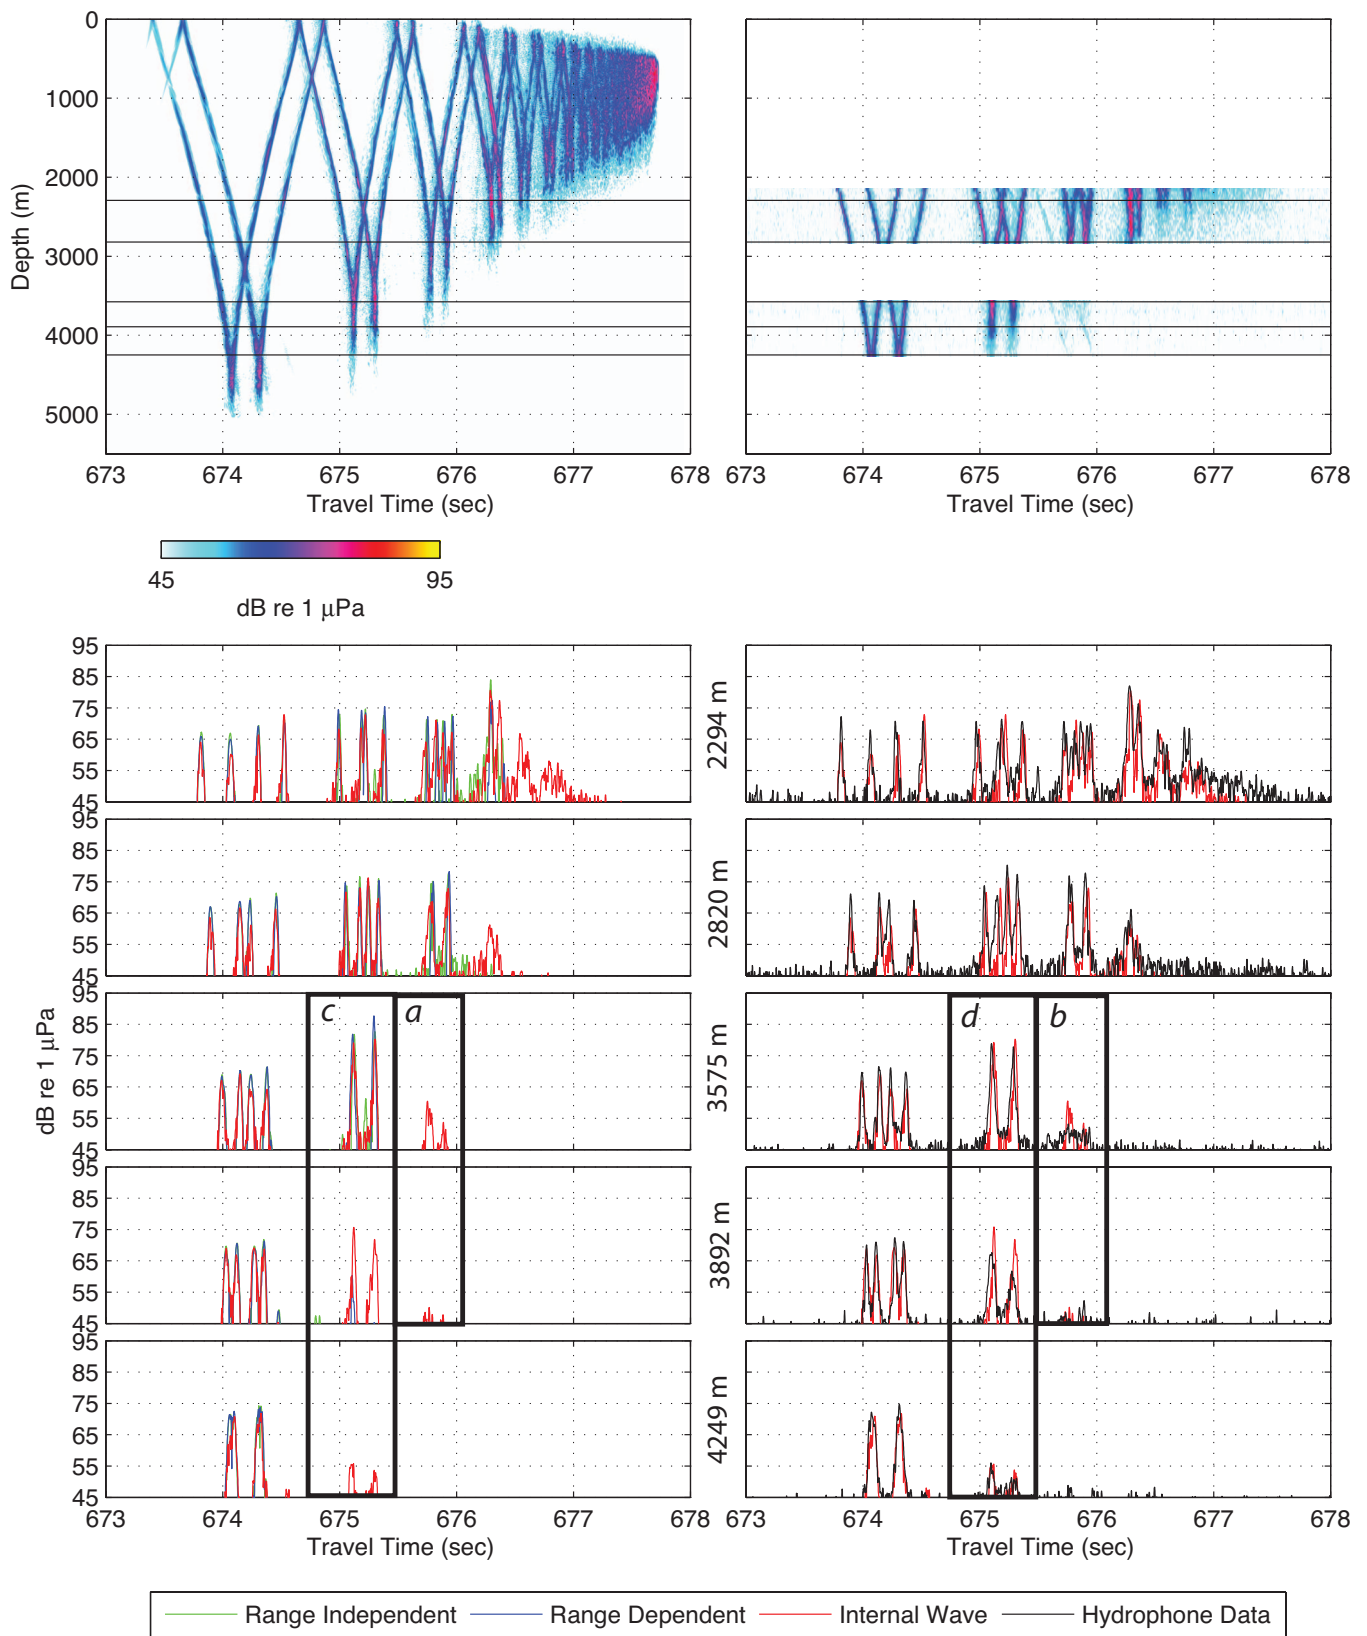 0
1000
2000
3000
4000
5000
Depth (m)
673 674 675 676 677 678
Travel Time (sec)
673 674 675 676 677 678
Travel Time (sec)
45 95
dB re 1 μPa
95
85
75
65
55
45
2294 m
95
85
75
65
55
45
2820 m
95
85
75
65
55
45
dB re 1 μPa
c a
d b
3575 m
95
85
75
65
55
45
3892 m
95
85
75
65
55
45
4249 m
673 674 675 676 677 678
Travel Time (sec)
673 674 675 676 677 678
Travel Time (sec)
Range Independent Range Dependent Internal Wave Hydrophone Data